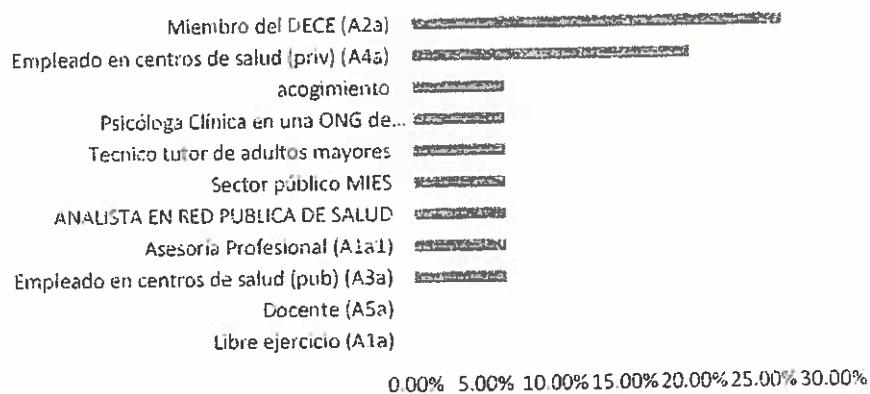 Miembro del DECE (A2a)
Empleado en centros de salud (priv) (A4a)
acogimiento
Psicóloga Clínica en una ONG de...
Tecnico tutor de adultos mayores
Sector público MIES
ANALISTA EN RED PUBLICA DE SALUD
Asesoria Profesional (A1a1)
Empleado en centros de salud (pub) (A3a)
Docente (A5a)
Libre ejercicio (A1a)
0.00% 5.00% 10.00% 15.00% 20.00% 25.00% 30.00%